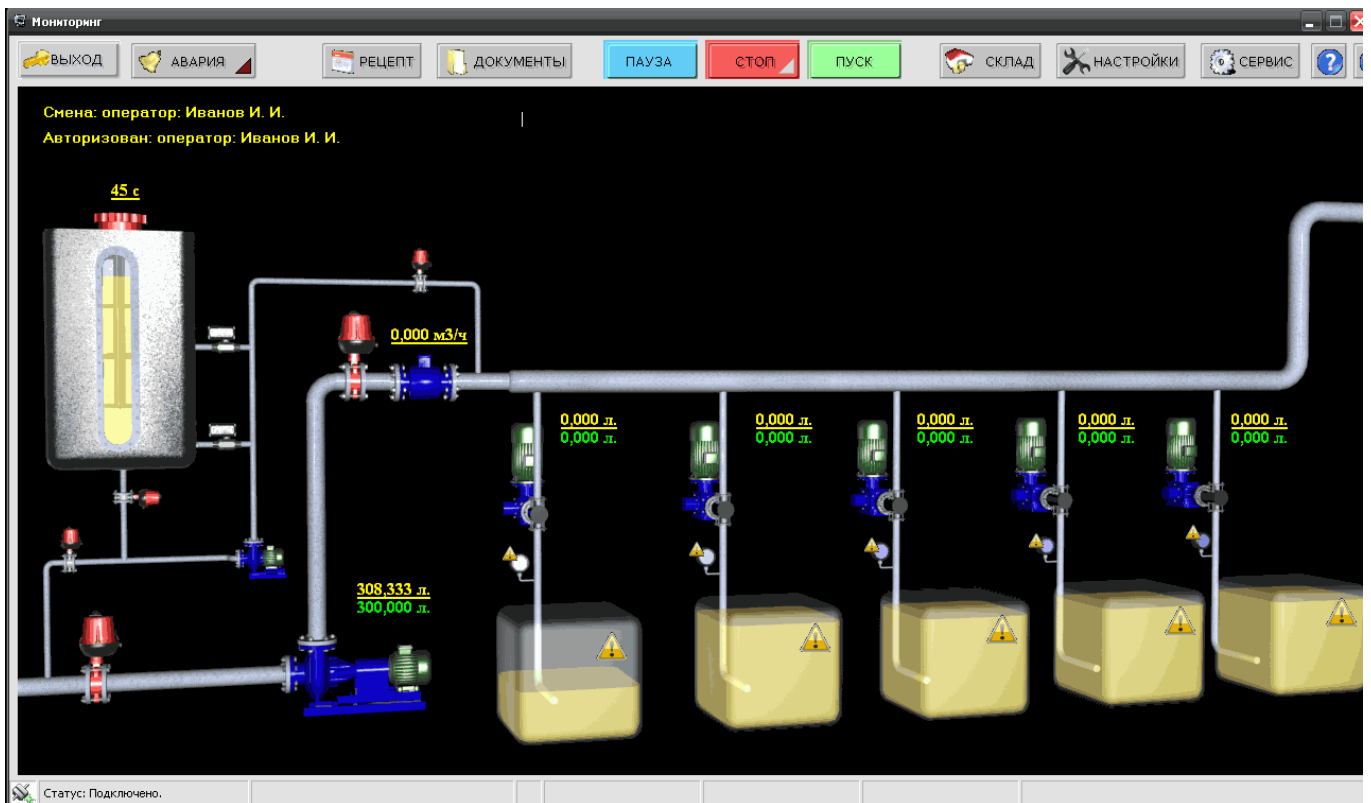 Мониторинг
ВЫХОД
АВАРИЯ
РЕЦЕПТ
ДОКУМЕНТЫ
ПАУЗА
СТОП
ПУСК
СКЛАД
НАСТРОЙКИ
СЕРВИС
?
Смена: оператор: Иванов И. И.
Авторизован: оператор: Иванов И. И.
45 с
0,000 м3/ч
0,000 л.
0,000 л.
0,000 л.
0,000 л.
0,000 л.
0,000 л.
0,000 л.
0,000 л.
0,000 л.
0,000 л.
308,333 л.
300,000 л.
Статус: Подключено.